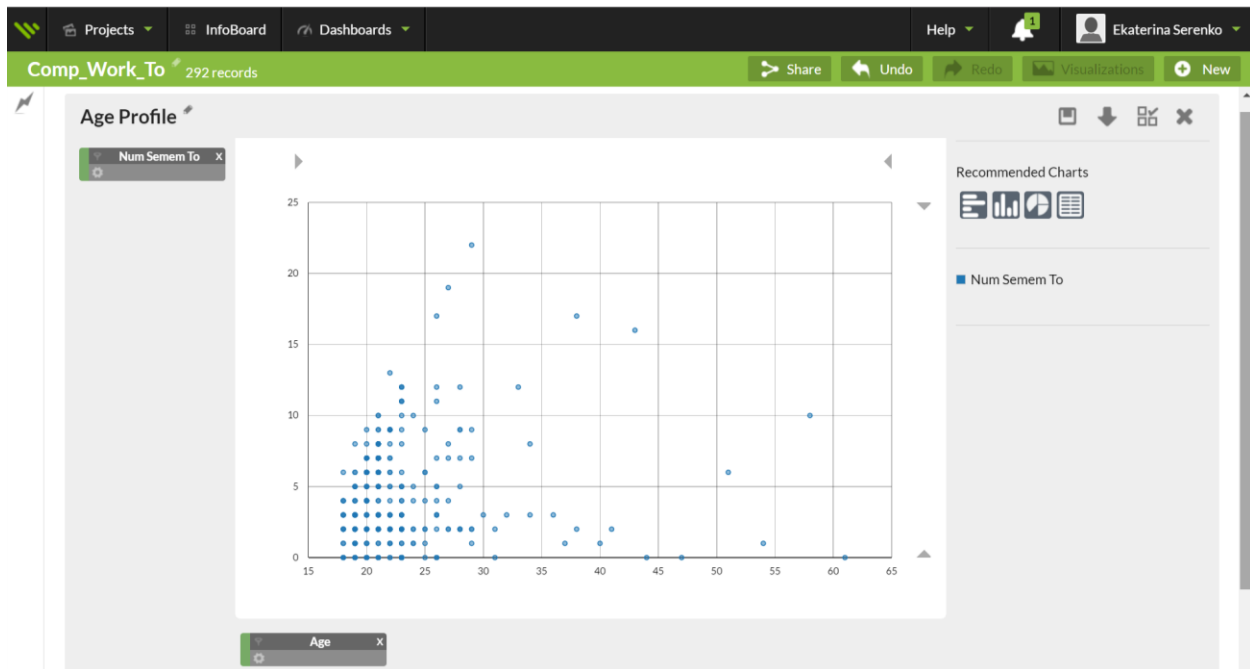 Projects InfoBoard Dashboards Help 1 Ekaterina Serenko
Comp_Work_To 292 records Share Undo Redo Visualizations New
Age Profile
Num Semem To x
Recommended Charts
25
20
Num Semem To
15
10
5
0
15 20 25 30 35 40 45 50 55 60 65
Age x